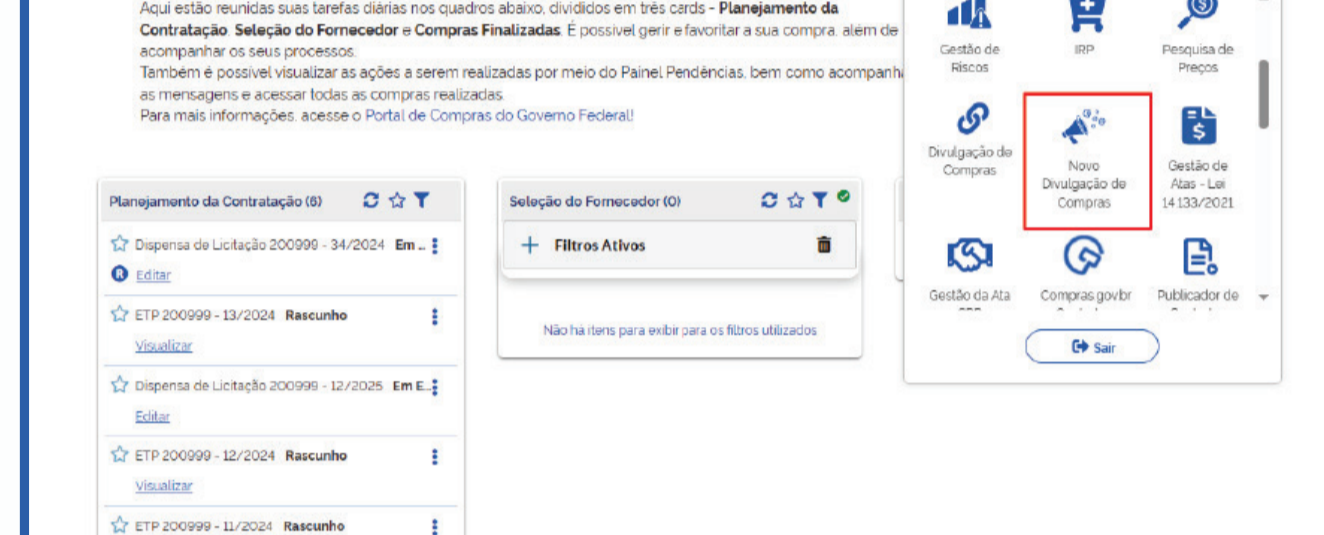 Aqui estão reunidas suas tarefas diárias nos quadros abaixo, divididos em três cards - Planejamento da
Contratação, Seleção do Fornecedor e Compras Finalizadas. É possível gerir e favoritar a sua compra, além de
acompanhar os seus processos.
Também é possível visualizar as ações a serem realizadas por meio do Painel Pendências, bem como acompanh
as mensagens e acessar todas as compras realizadas.
Para mais informações, acesse o Portal de Compras do Governo Federal!
Planejamento da Contratação (6)
Dispensa de Licitação 200999 - 34/2024 Em ...
R Editar
ETP 200999 - 13/2024 Rascunho
Visualizar
Dispensa de Licitação 200999 - 12/2025 Em E...
Editar
ETP 200999 - 12/2024 Rascunho
Visualizar
ETP 200999 - 11/2024 Rascunho
Seleção do Fornecedor (0)
+ Filtros Ativos
Não há itens para exibir para os filtros utilizados
Gestão de
Riscos
IRP
Pesquisa de
Preços
Divulgação de
Compras
Novo
Divulgação de
Compras
Gestão de
Atas - Lei
14.133/2021
Gestão da Ata
Compras.gov.br
Publicador de
Sair